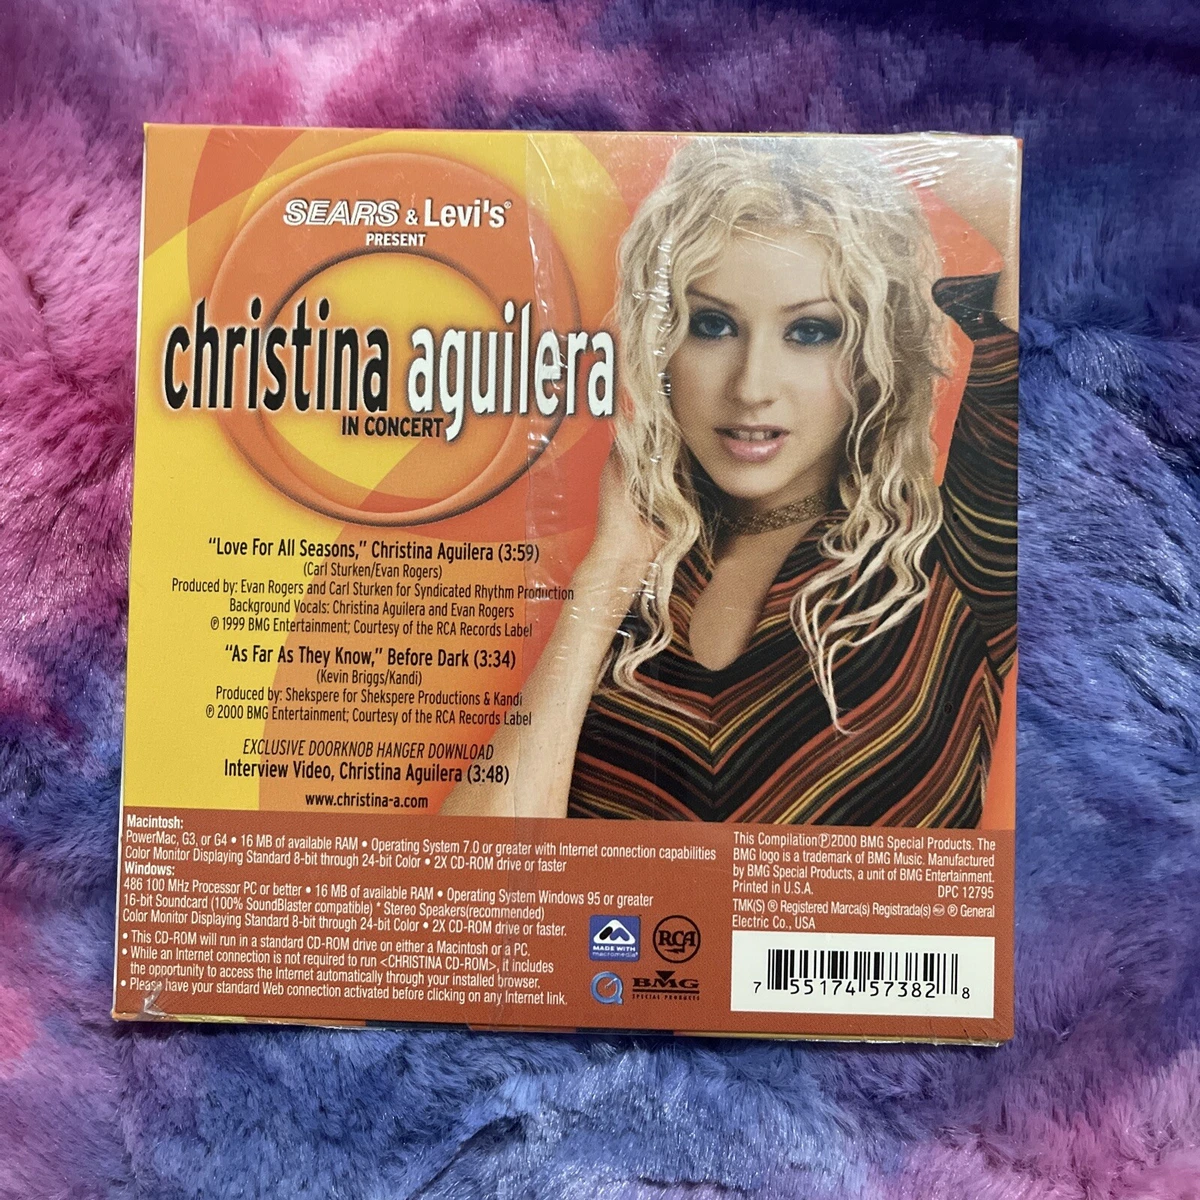 SEARS & Levi's®
PRESENT
christina aguilera
IN CONCERT
"Love For All Seasons," Christina Aguilera (3:59)
(Carl Sturken/Evan Rogers)
Produced by: Evan Rogers and Carl Sturken for Syndicated Rhythm Production
Background Vocals: Christina Aguilera and Evan Rogers
℗ 1999 BMG Entertainment; Courtesy of the RCA Records Label
"As Far As They Know," Before Dark (3:34)
(Kevin Briggs/Kandi)
Produced by: Shekspere for Shekspere Productions & Kandi
℗ 2000 BMG Entertainment; Courtesy of the RCA Records Label
EXCLUSIVE DOORKNOB HANGER DOWNLOAD
Interview Video, Christina Aguilera (3:48)
www.christina-a.com
Macintosh:
PowerMac, G3, or G4 • 16 MB of available RAM • Operating System 7.0 or greater with Internet connection capabilities
Color Monitor Displaying Standard 8-bit through 24-bit Color • 2X CD-ROM drive or faster
Windows:
486 100 MHz Processor PC or better • 16 MB of available RAM • Operating System Windows 95 or greater
16-bit Soundcard (100% SoundBlaster compatible) * Stereo Speakers(recommended)
Color Monitor Displaying Standard 8-bit through 24-bit Color • 2X CD-ROM drive or faster.
• This CD-ROM will run in a standard CD-ROM drive on either a Macintosh or a PC.
• While an Internet connection is not required to run <CHRISTINA CD-ROM>, it includes
the opportunity to access the Internet automatically through your installed browser.
• Please have your standard Web connection activated before clicking on any Internet link.
MADE WITH
macromedia®
RCA
BMG
SPECIAL PRODUCTS
This Compilation ℗ 2000 BMG Special Products. The
BMG logo is a trademark of BMG Music. Manufactured
by BMG Special Products, a unit of BMG Entertainment.
Printed in U.S.A. DPC 12795
TMK(S) ® Registered Marca(s) Registrada(s) RCA ® General
Electric Co., USA
7 55174 57382 8